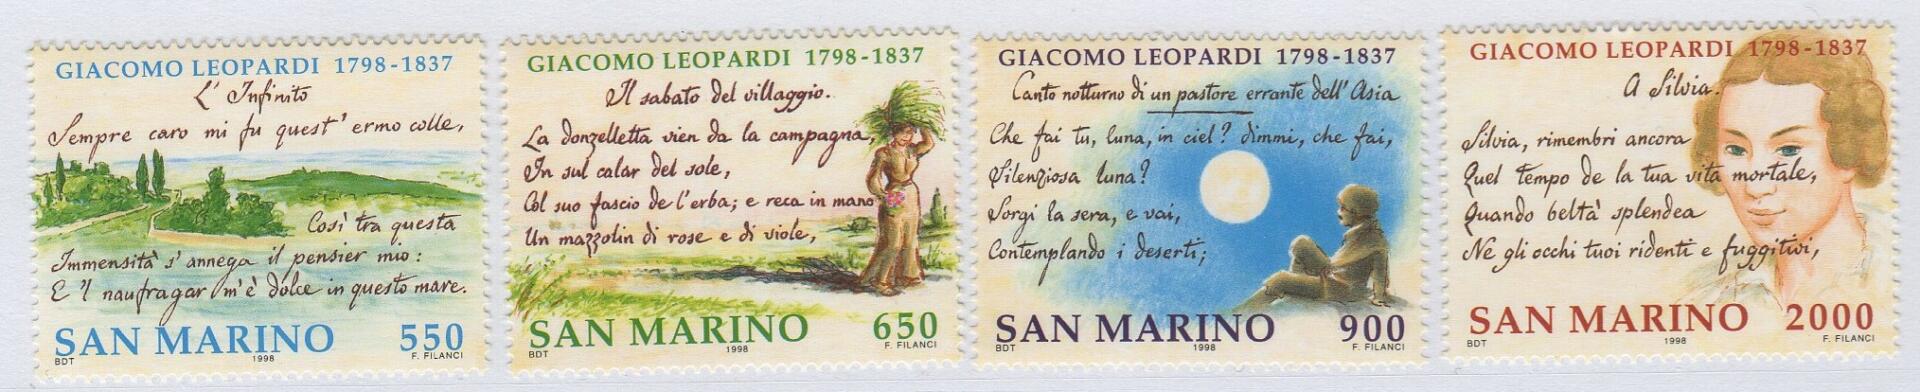 GIACOMO LEOPARDI 1798-1837
L'Infinito
Sempre caro mi fu quest'ermo colle,
Così tra questa
Immensità s'annega il pensier mio:
E 'l naufragar m'è dolce in questo mare.
SAN MARINO 550
BDT 1998 F. FILANCI
GIACOMO LEOPARDI 1798-1837
Il sabato del villaggio.
La donzelletta vien da la campagna,
In sul calar del sole,
Col suo fascio de l'erba; e reca in mano
Un mazzolin di rose e di viole,
SAN MARINO 650
BDT 1998 F. FILANCI
GIACOMO LEOPARDI 1798-1837
Canto notturno di un pastore errante dell'Asia
Che fai tu, luna, in ciel? dimmi, che fai,
Silenziosa luna?
Sorgi la sera, e vai,
Contemplando i deserti;
SAN MARINO 900
BDT 1998 F. FILANCI
GIACOMO LEOPARDI 1798-1837
A Silvia.
Silvia, rimembri ancora
Quel tempo de la tua vita mortale,
Quando beltà splendea
Ne gli occhi tuoi ridenti e fuggitivi,
SAN MARINO 2000
BDT 1998 F. FILANCI